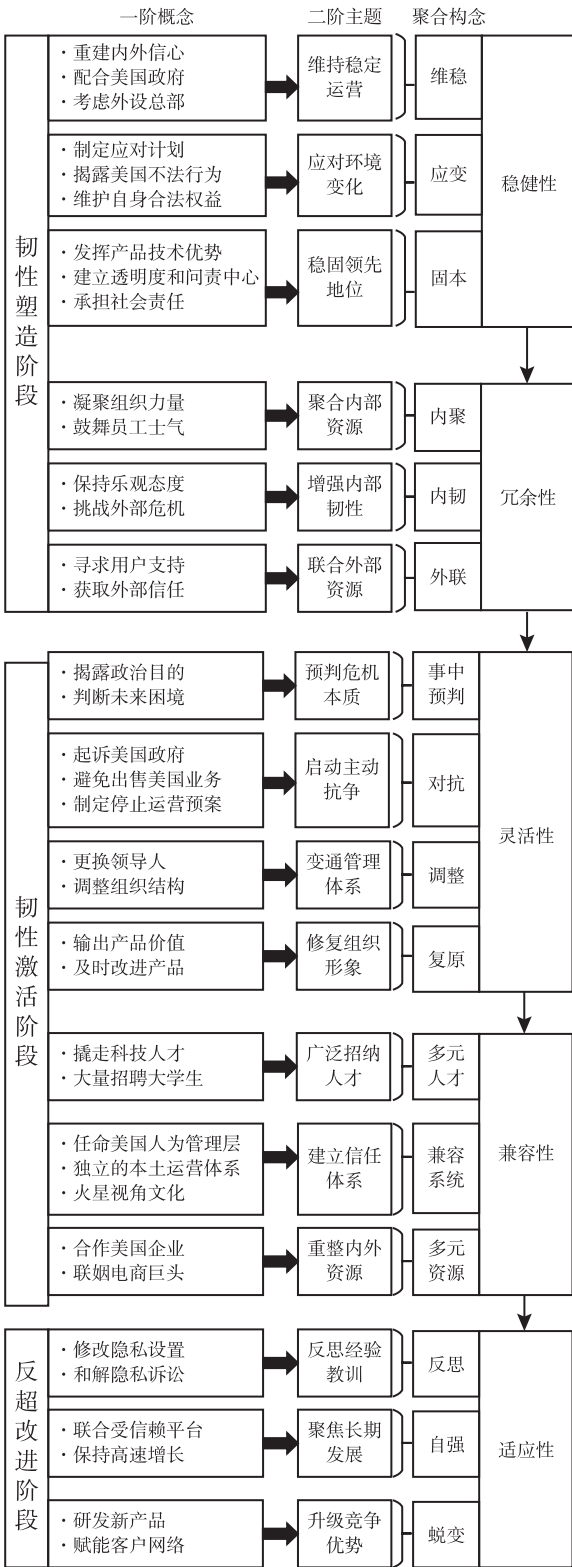 一阶概念 二阶主题 聚合构念
韧性塑造阶段
· 重建内外信心
· 配合美国政府
· 考虑外设总部
维持稳定
运营
维稳
· 制定应对计划
· 揭露美国不法行为
· 维护自身合法权益
应对环境
变化
应变
· 发挥产品技术优势
· 建立透明度和问责中心
· 承担社会责任
稳固领先
地位
固本
稳健性
· 凝聚组织力量
· 鼓舞员工士气
聚合内部
资源
内聚
· 保持乐观态度
· 挑战外部危机
增强内部
韧性
内韧
· 寻求用户支持
· 获取外部信任
联合外部
资源
外联
冗余性
韧性激活阶段
· 揭露政治目的
· 判断未来困境
预判危机
本质
事中
预判
· 起诉美国政府
· 避免出售美国业务
· 制定停止运营预案
启动主动
抗争
对抗
· 更换领导人
· 调整组织结构
变通管理
体系
调整
· 输出产品价值
· 及时改进产品
修复组织
形象
复原
灵活性
· 撬走科技人才
· 大量招聘大学生
广泛招纳
人才
多元
人才
· 任命美国人为管理层
· 独立的本土运营体系
· 火星视角文化
建立信任
体系
兼容
系统
· 合作美国企业
· 联姻电商巨头
重整内外
资源
多元
资源
兼容性
反超改进阶段
· 修改隐私设置
· 和解隐私诉讼
反思经验
教训
反思
· 联合受信赖平台
· 保持高速增长
聚焦长期
发展
自强
· 研发新产品
· 赋能客户网络
升级竞争
优势
蜕变
适应性